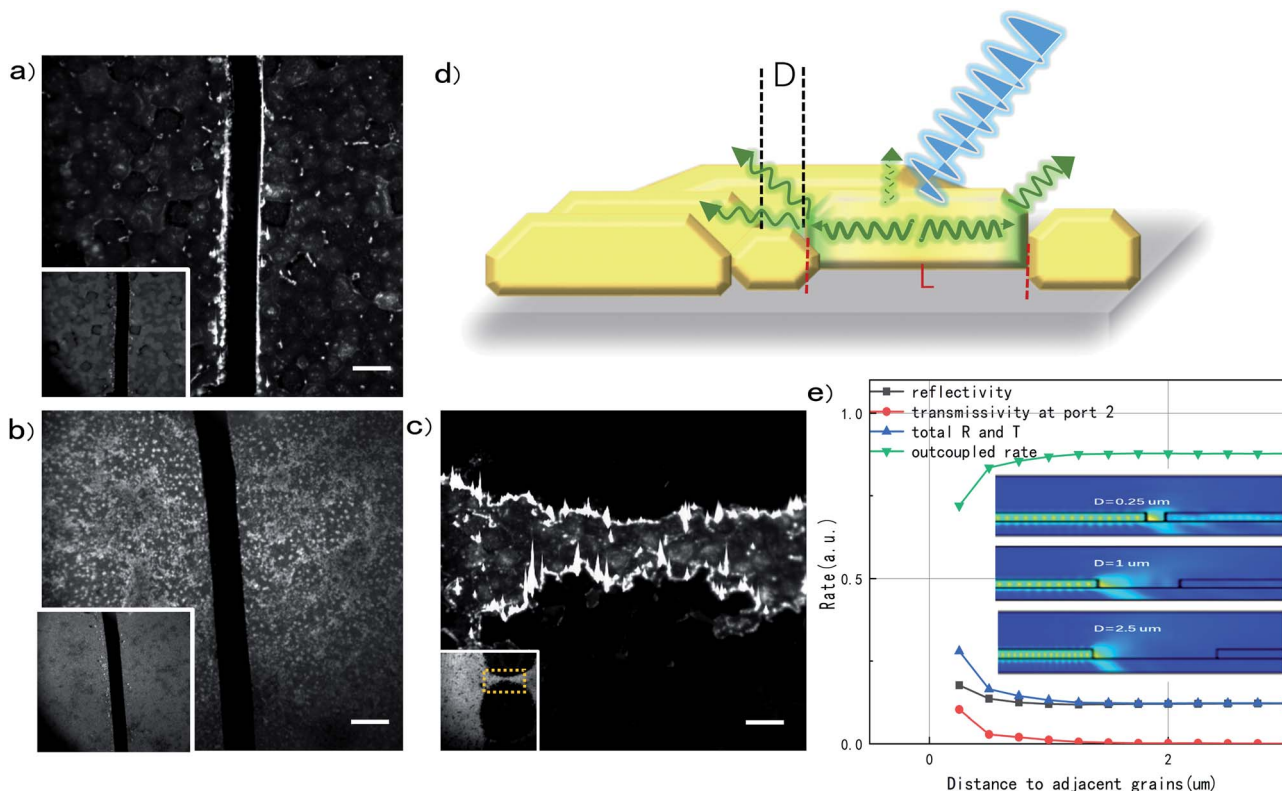 a)
d)
D
L
b)
c)
e)
reflectivity
transmissivity at port 2
total R and T
outcoupled rate
1.0
0.5
0.0
Rate(a.u.)
D=0.25 um
D=1 um
D=2.5 um
0
2
Distance to adjacent grains(um)